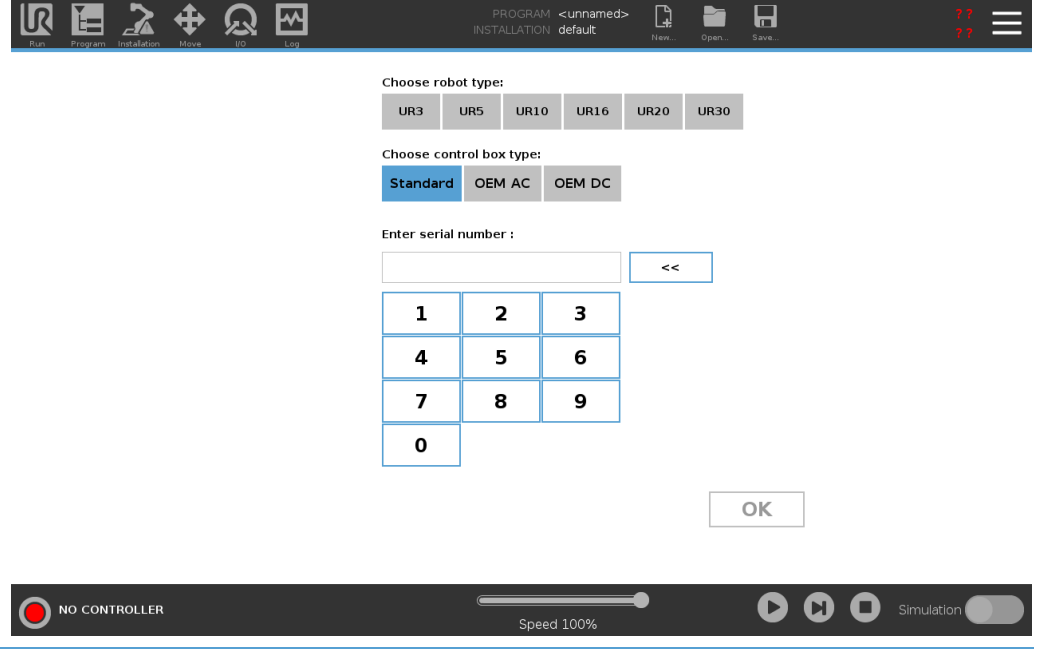 PROGRAM <unnamed>
INSTALLATION default
??
??
Run Program Installation Move I/O Log New... Open... Save...
Choose robot type:
UR3 UR5 UR10 UR16 UR20 UR30
Choose control box type:
Standard OEM AC OEM DC
Enter serial number :
<<
1 2 3
4 5 6
7 8 9
0
OK
NO CONTROLLER
Speed 100%
Simulation